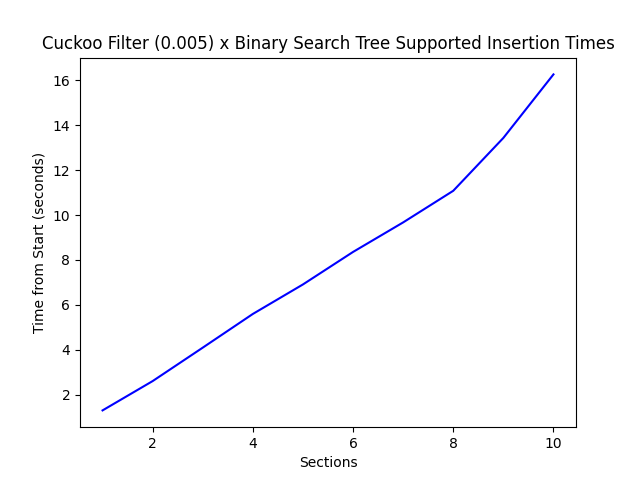 Cuckoo Filter (0.005) x Binary Search Tree Supported Insertion Times
16
14
12
10
8
6
4
2
Time from Start (seconds)
2 4 6 8 10
Sections